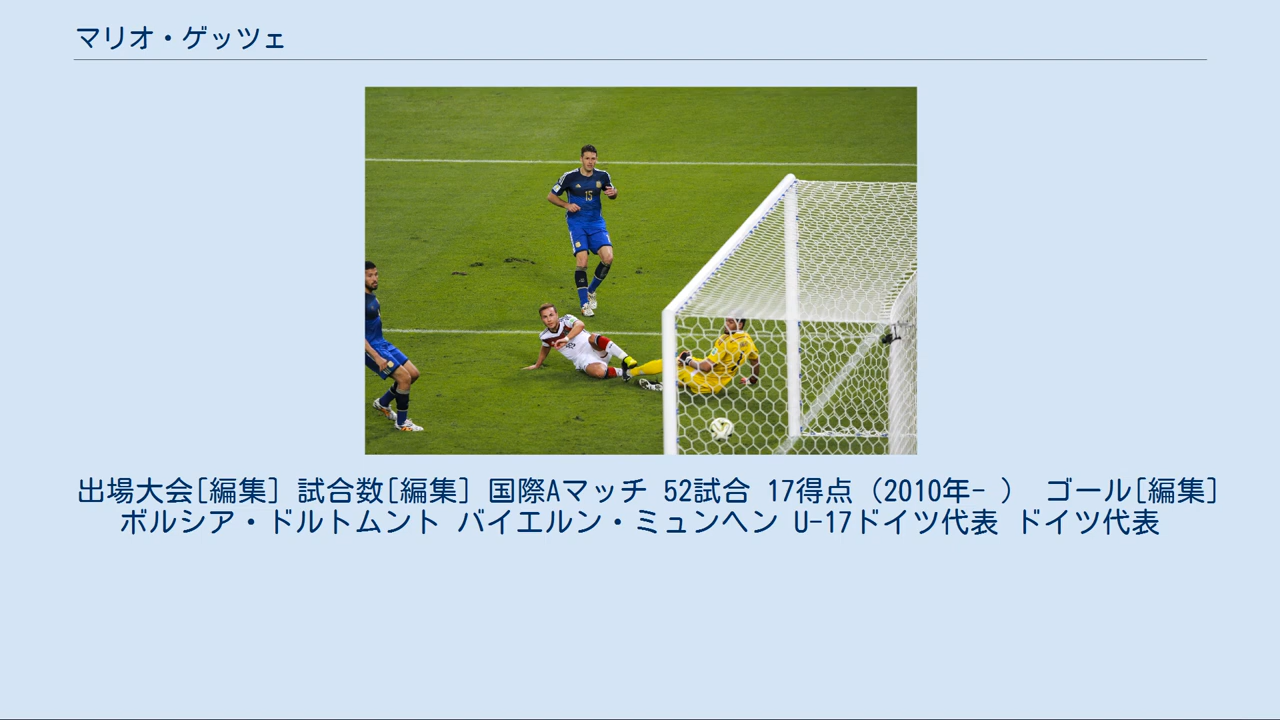 マリオ・ゲッツェ
15
出場大会[編集] 試合数[編集] 国際Aマッチ 52試合 17得点 (2010年- ） ゴール[編集]
ボルシア・ドルトムント バイエルン・ミュンヘン U-17ドイツ代表 ドイツ代表